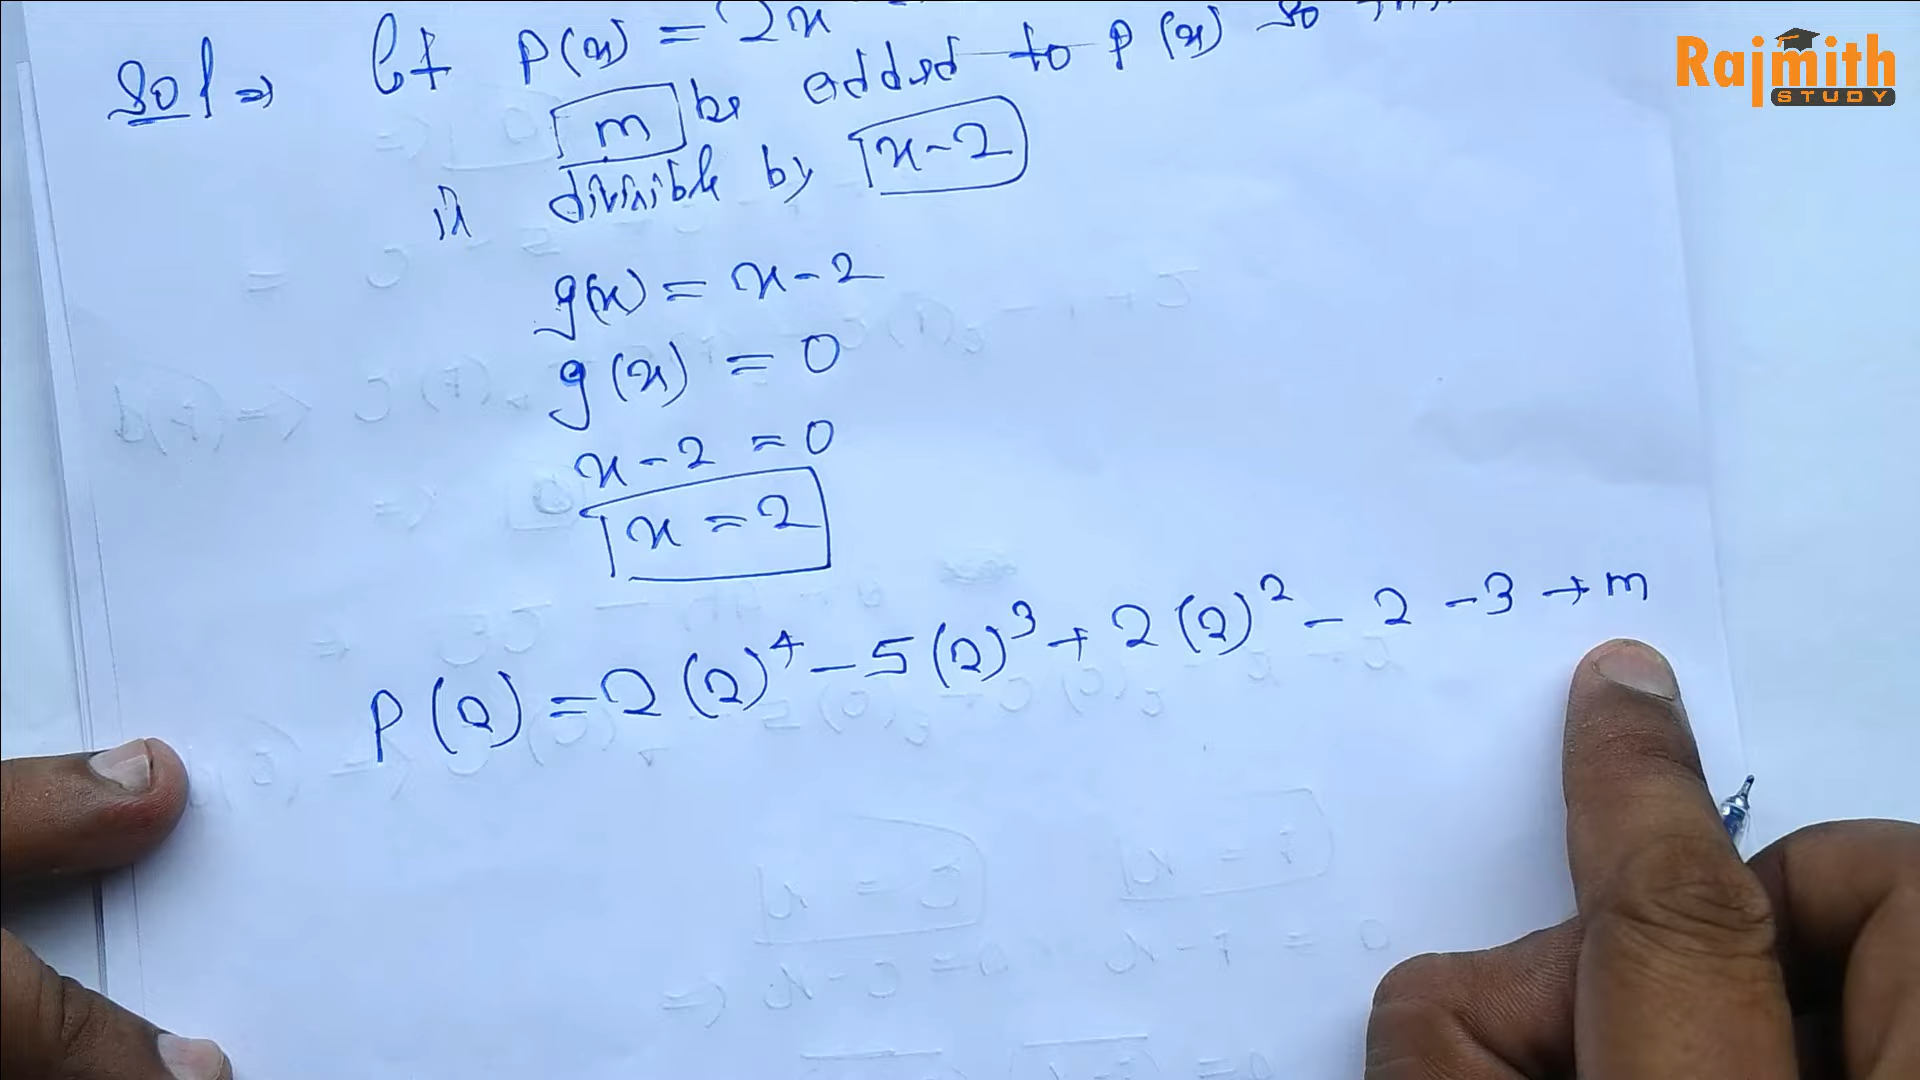 Sol ⇒ let P(x) = 2x
m be added to P(x) so
is divisible by x-2
g(x) = x-2
g(x) = 0
x-2 = 0
x = 2
P(2) = 2(2)⁴ - 5(2)³ + 2(2)² - 2 - 3 + m
Rajmith
STUDY